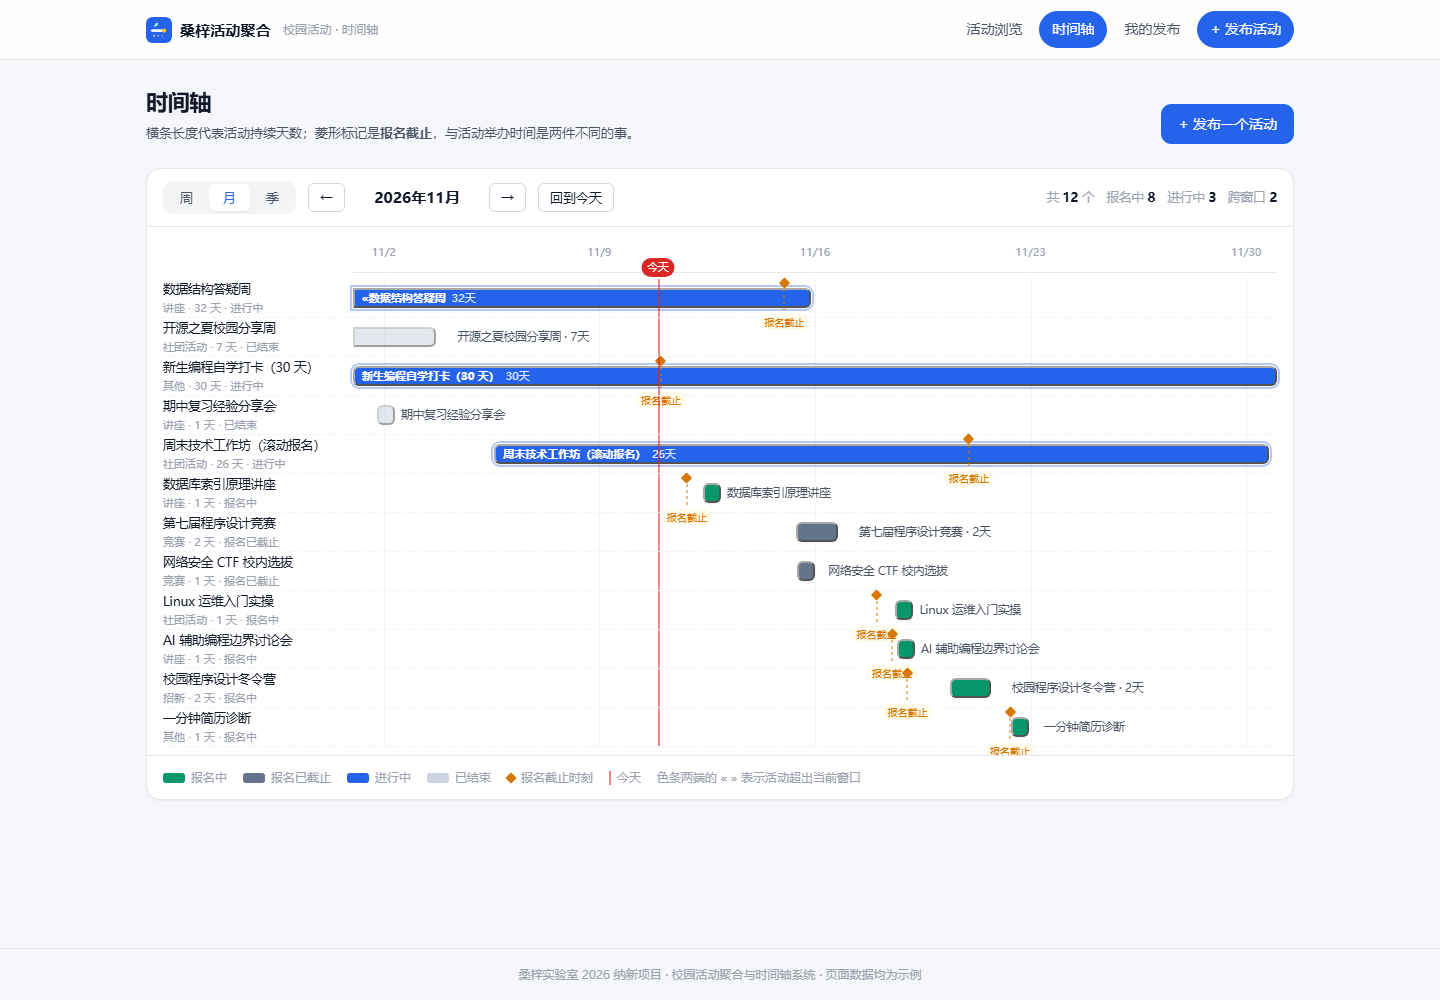 桑梓活动聚合 校园活动 · 时间轴 活动浏览 时间轴 我的发布 + 发布活动
时间轴
横条长度代表活动持续天数；菱形标记是报名截止，与活动举办时间是两件不同的事。
+ 发布一个活动
周 月 季 ← 2026年11月 → 回到今天 共 12 个 报名中 8 进行中 3 跨窗口 2
11/2 11/9 11/16 11/23 11/30
今天
数据结构答疑周
讲座 · 32 天 · 进行中
«数据结构答疑周 32天
报名截止
开源之夏校园分享周
社团活动 · 7 天 · 已结束
开源之夏校园分享周 · 7天
新生编程自学打卡（30 天）
其他 · 30 天 · 进行中
新生编程自学打卡（30 天） 30天
报名截止
期中复习经验分享会
讲座 · 1 天 · 已结束
期中复习经验分享会
周末技术工作坊（滚动报名）
社团活动 · 26 天 · 进行中
周末技术工作坊（滚动报名） 26天
报名截止
数据库索引原理讲座
讲座 · 1 天 · 报名中
数据库索引原理讲座
报名截止
第七届程序设计竞赛
竞赛 · 2 天 · 报名已截止
第七届程序设计竞赛 · 2天
网络安全 CTF 校内选拔
竞赛 · 1 天 · 报名已截止
网络安全 CTF 校内选拔
Linux 运维入门实操
社团活动 · 1 天 · 报名中
Linux 运维入门实操
报名截止
AI 辅助编程边界讨论会
讲座 · 1 天 · 报名中
AI 辅助编程边界讨论会
报名截止
校园程序设计冬令营
招新 · 2 天 · 报名中
校园程序设计冬令营 · 2天
报名截止
一分钟简历诊断
其他 · 1 天 · 报名中
一分钟简历诊断
报名截止
报名中 报名已截止 进行中 已结束 报名截止时刻 今天 色条两端的 « » 表示活动超出当前窗口
桑梓实验室 2026 纳新项目 · 校园活动聚合与时间轴系统 · 页面数据均为示例